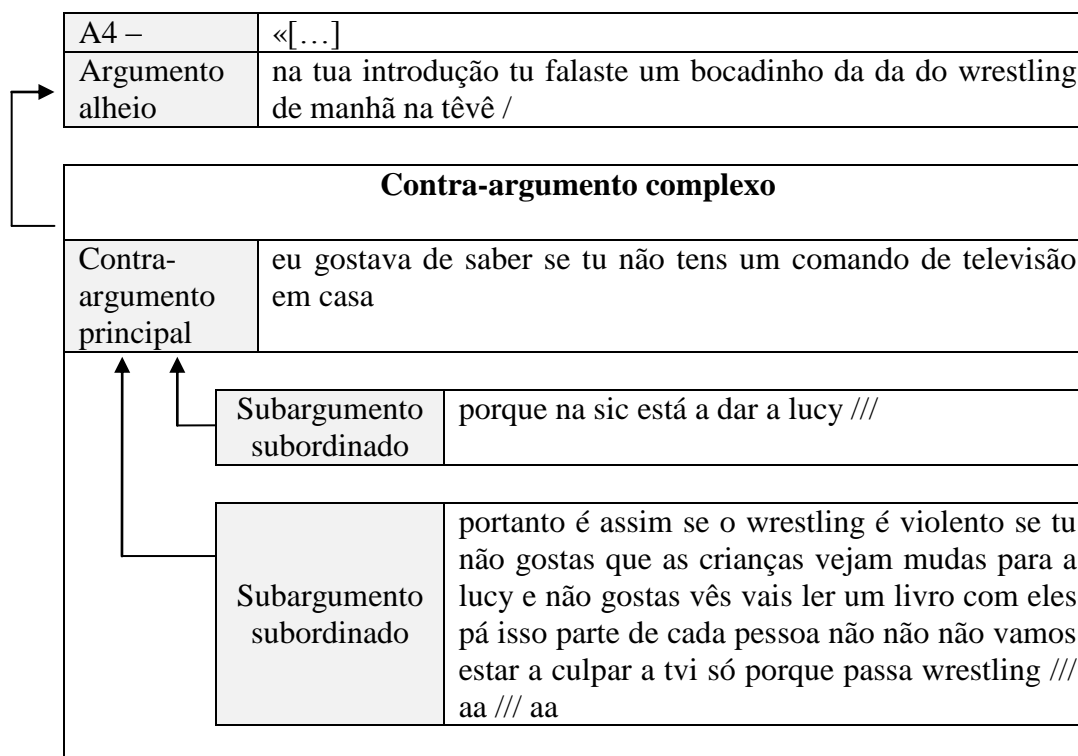 A4 –
«[…]
Argumento
alheio
na tua introdução tu falaste um bocadinho da da do wrestling
de manhã na têvê /
Contra-argumento complexo
Contra-
argumento
principal
eu gostava de saber se tu não tens um comando de televisão
em casa
Subargumento
subordinado
porque na sic está a dar a lucy ///
Subargumento
subordinado
portanto é assim se o wrestling é violento se tu
não gostas que as crianças vejam mudas para a
lucy e não gostas vês vais ler um livro com eles
pá isso parte de cada pessoa não não não vamos
estar a culpar a tvi só porque passa wrestling ///
aa /// aa